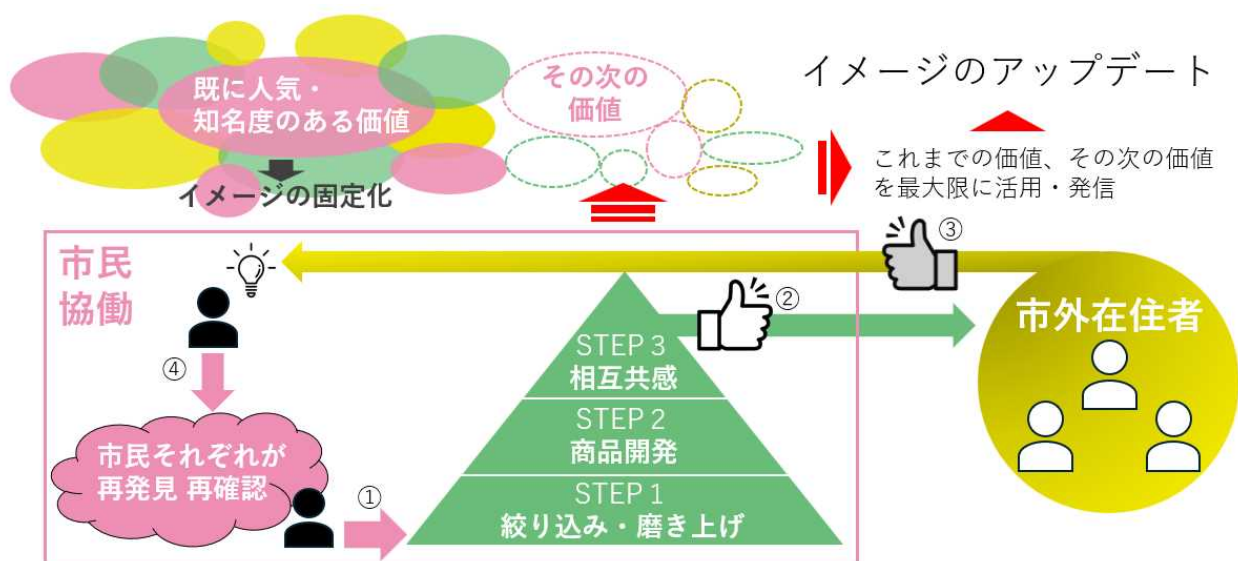 既に人気・
知名度のある価値
イメージの固定化
その次の
価値
イメージのアップデート
これまでの価値、その次の価値
を最大限に活用・発信
市民
協働
③
②
市外在住者
STEP 3
相互共感
④
STEP 2
商品開発
市民それぞれが
再発見 再確認
①
STEP 1
絞り込み・磨き上げ